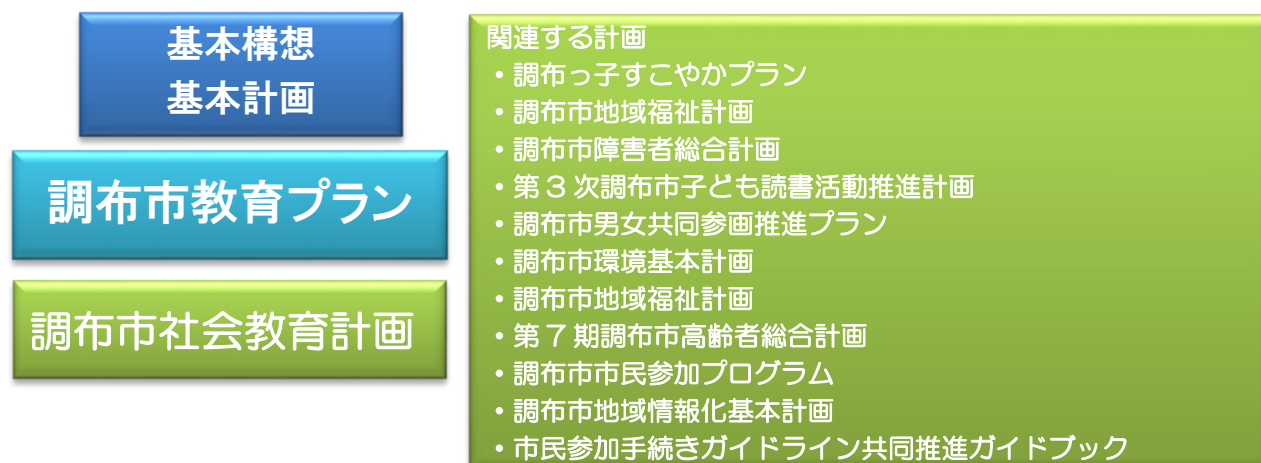 基本構想
基本計画
調布市教育プラン
調布市社会教育計画
関連する計画
・調布っ子すこやかプラン
・調布市地域福祉計画
・調布市障害者総合計画
・第3次調布市子ども読書活動推進計画
・調布市男女共同参画推進プラン
・調布市環境基本計画
・調布市地域福祉計画
・第7期調布市高齢者総合計画
・調布市市民参加プログラム
・調布市地域情報化基本計画
・市民参加手続きガイドライン共同推進ガイドブック